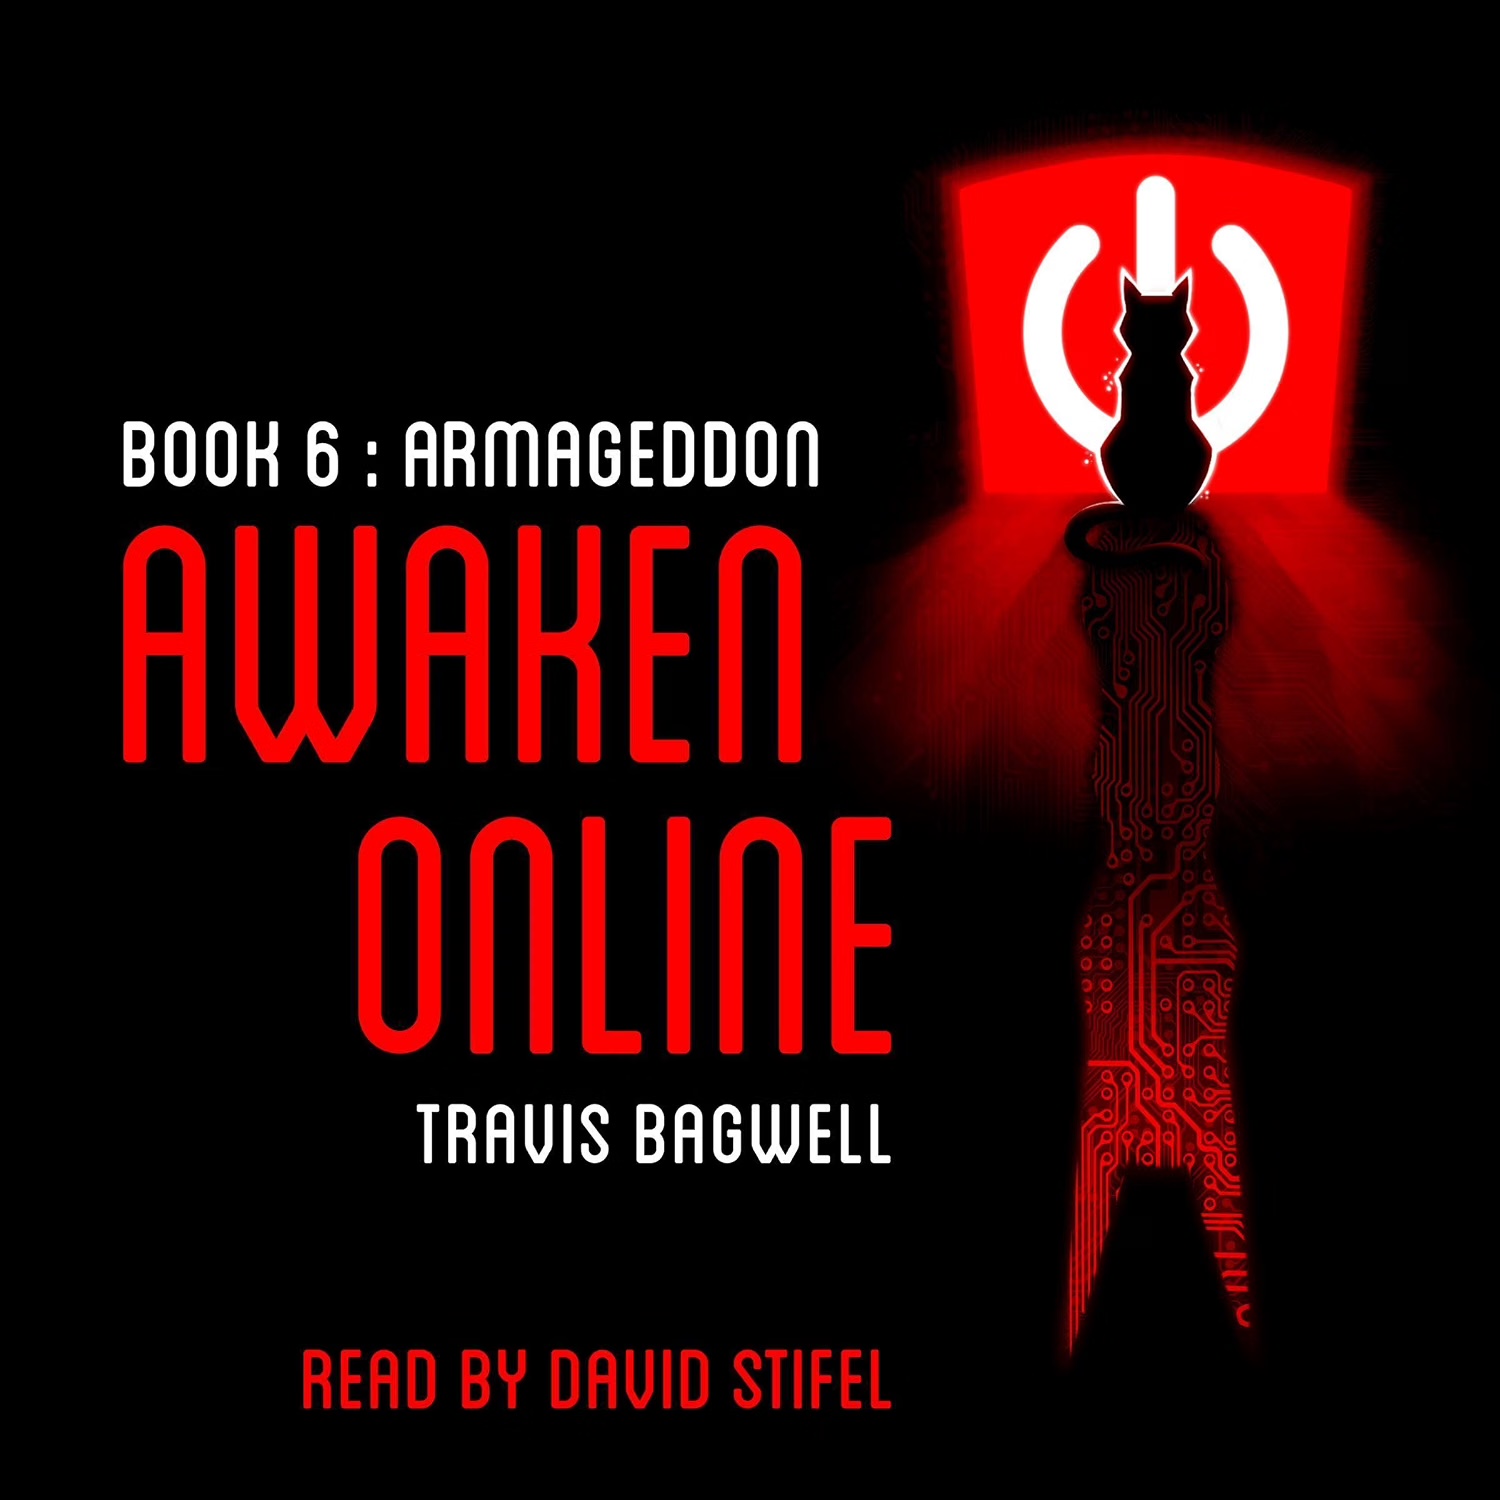 BOOK 6 : ARMAGEDDON
AWAKEN
ONLINE
TRAVIS BAGWELL
READ BY DAVID STIFEL